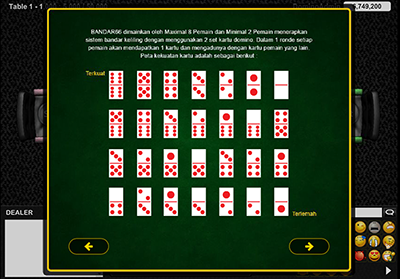 Table 1 - 1
5,749,200
BANDAR66 dimainkan oleh Maximal 8 Pemain dan Minimal 2 Pemain menerapkan
sistem bandar keliling dengan menggunakan 2 set kartu domino. Dalam 1 ronde setiap
pemain akan mendapatkan 1 kartu dan mengadunya dengan kartu pemain yang lain.
Peta kekuatan kartu adalah sebagai berikut :
Terkuat
Terlemah
DEALER